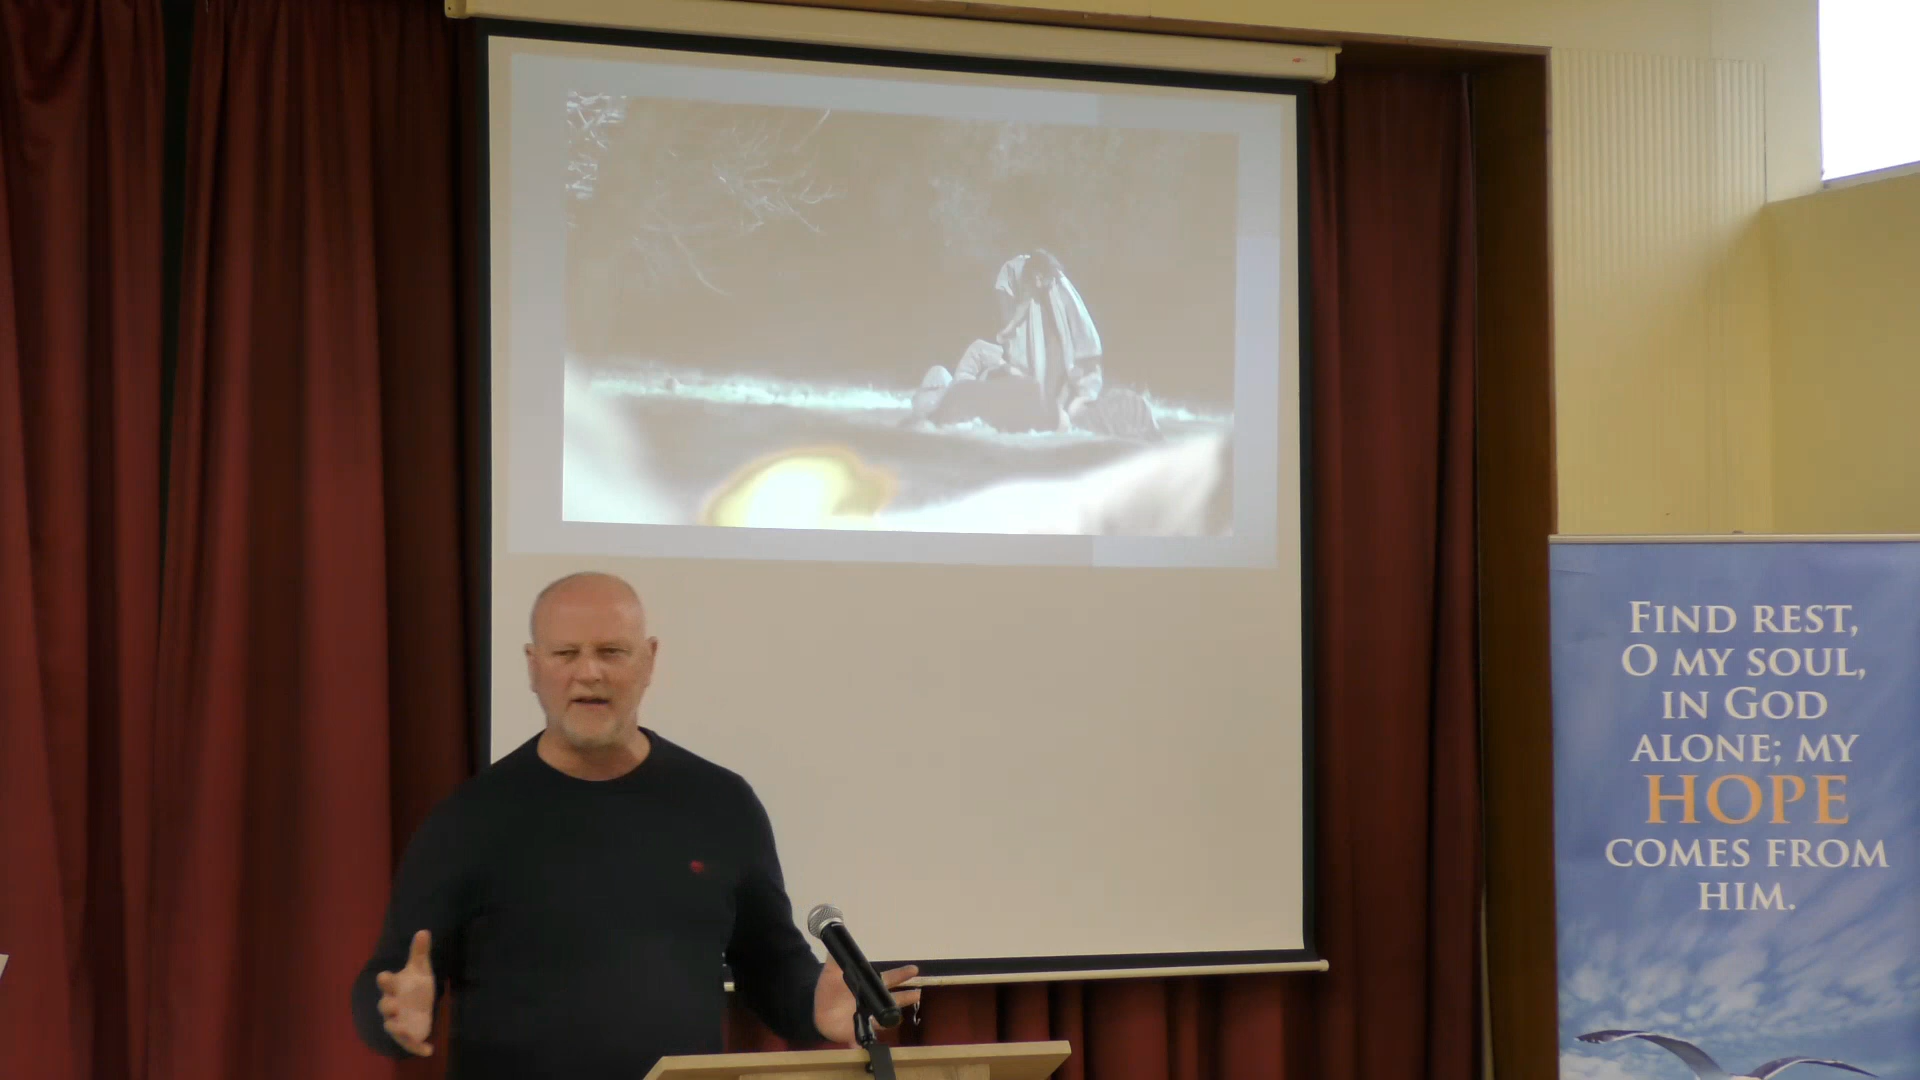 FIND REST,
O MY SOUL,
IN GOD
ALONE; MY
HOPE
COMES FROM
HIM.